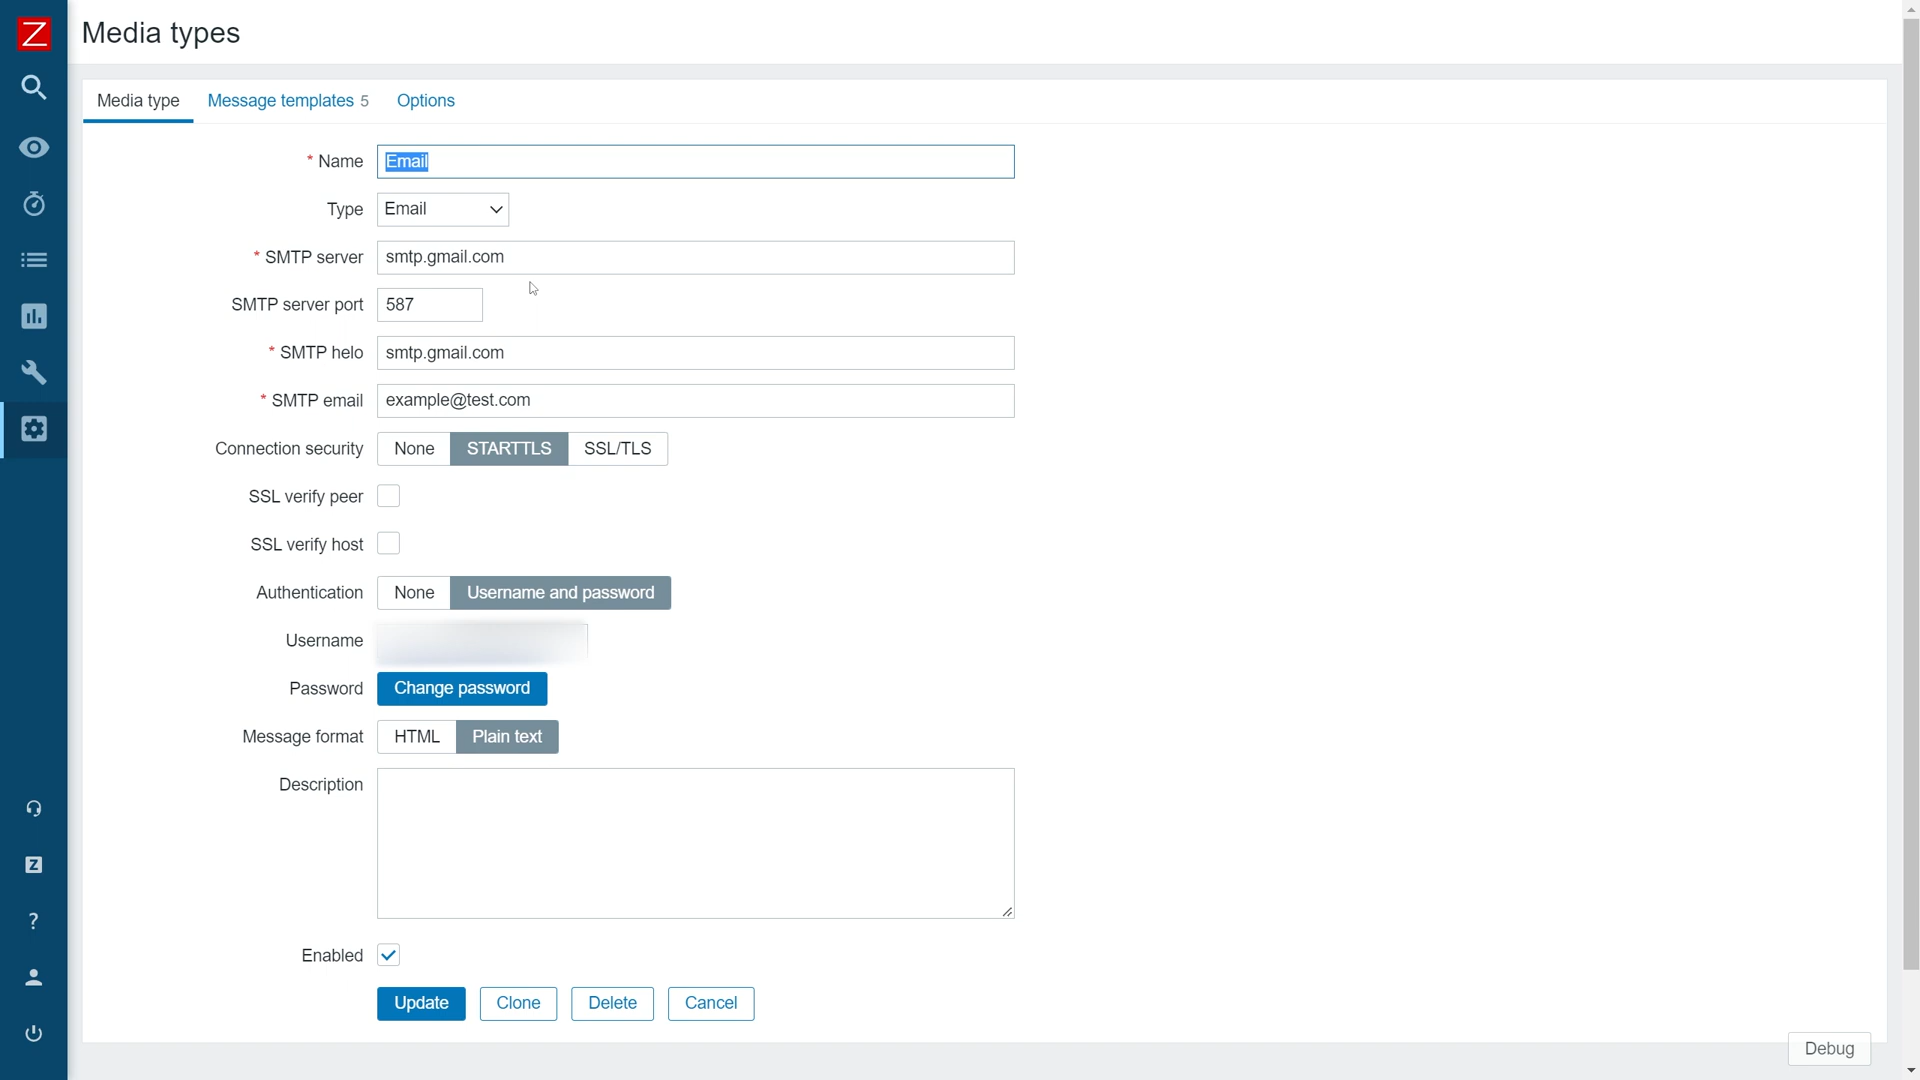 Z
Media types
Media type Message templates 5 Options
* Name Email
Type Email
* SMTP server smtp.gmail.com
SMTP server port 587
* SMTP helo smtp.gmail.com
* SMTP email example@test.com
Connection security None STARTTLS SSL/TLS
SSL verify peer
SSL verify host
Authentication None Username and password
Username
Password Change password
Message format HTML Plain text
Description
Z
?
Enabled
Update Clone Delete Cancel
Debug